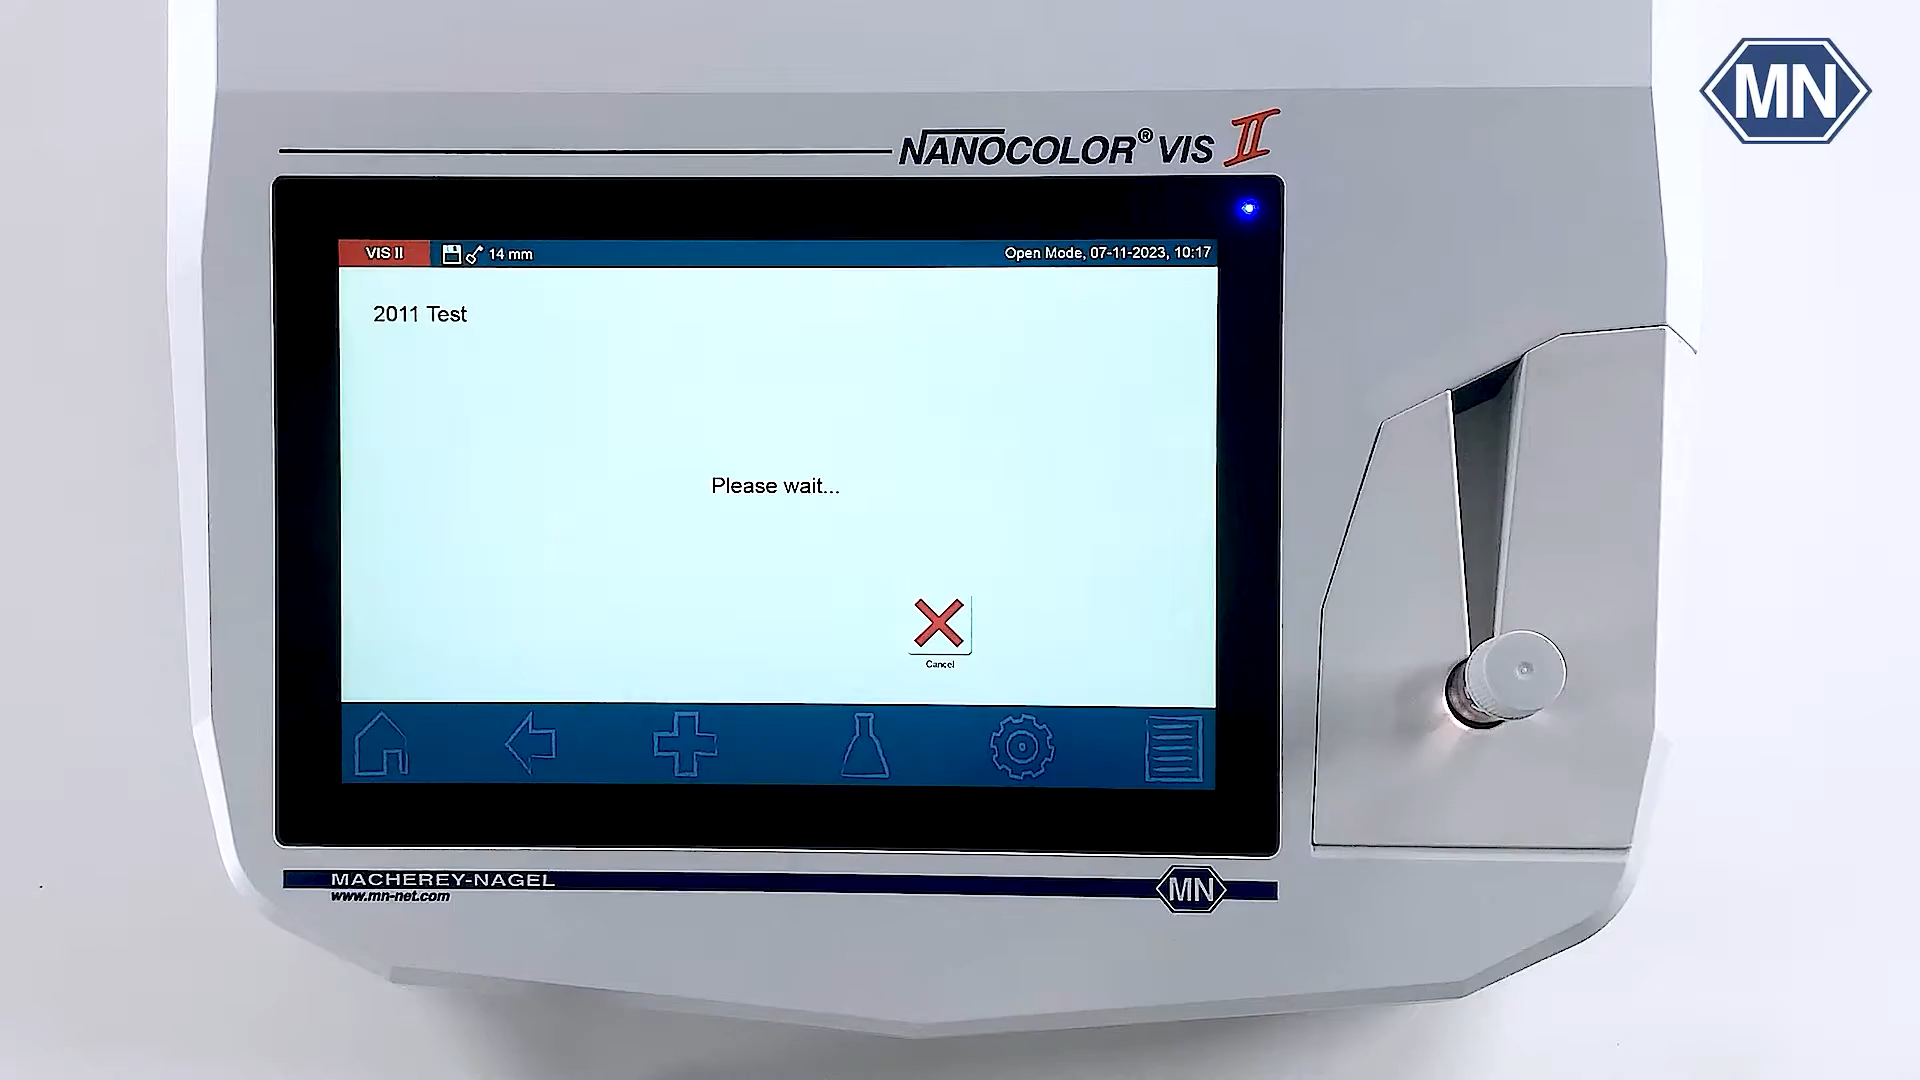 MN
NANOCOLOR® VIS II
VIS II 14 mm Open Mode, 07-11-2023, 10:17
2011 Test
Please wait...
Cancel
MACHEREY-NAGEL
www.mn-net.com
MN